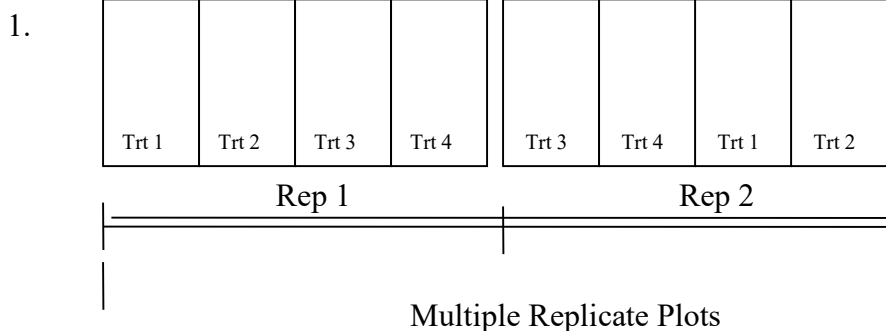 1.
Trt 1 Trt 2 Trt 3 Trt 4 Trt 3 Trt 4 Trt 1 Trt 2
Rep 1 Rep 2
Multiple Replicate Plots